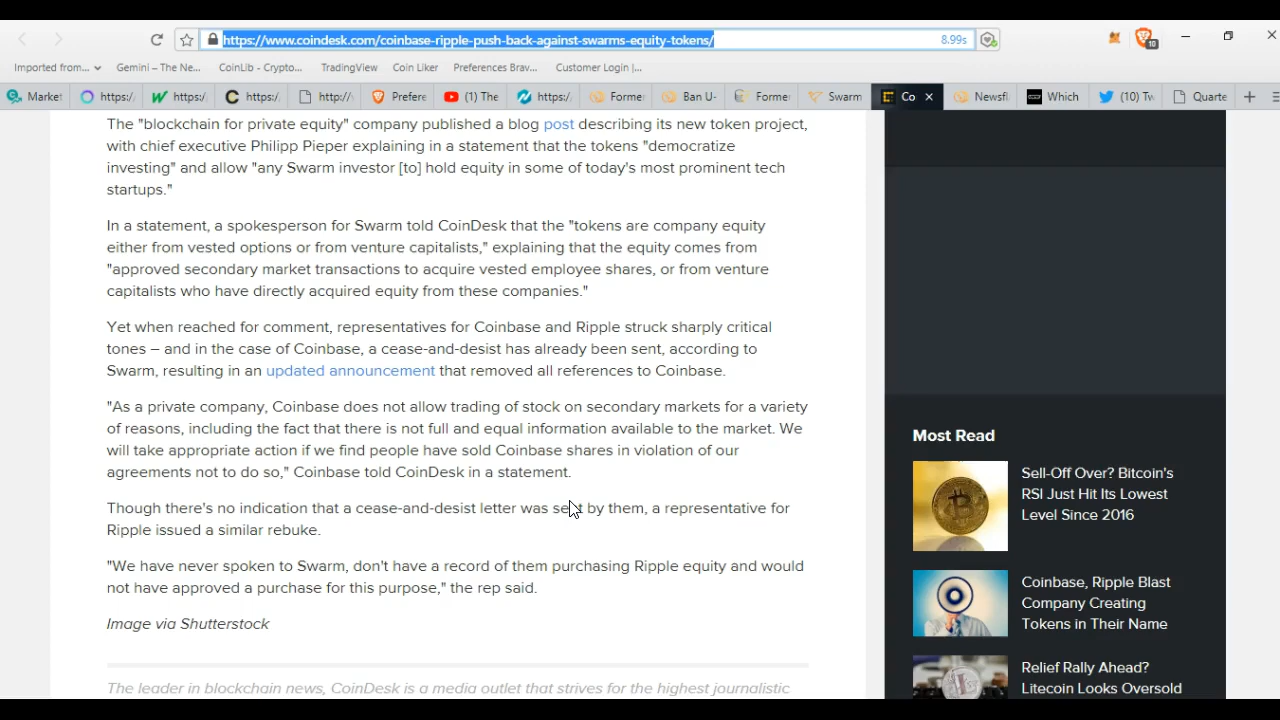 https://www.coindesk.com/coinbase-ripple-push-back-against-swarms-equity-tokens/
8.99s
10
Imported from...
Gemini – The Ne...
CoinLib - Crypto...
TradingView
Coin Liker
Preferences Brav...
Customer Login |...
Market
https:/
https:/
https:/
http://
Prefere
(1) The
https:/
Forme
Ban U-
Forme
Swarm
Co
Newsfl
Which
(10) Tw
Quarte
The "blockchain for private equity" company published a blog post describing its new token project,
with chief executive Philipp Pieper explaining in a statement that the tokens "democratize
investing" and allow "any Swarm investor [to] hold equity in some of today's most prominent tech
startups."
In a statement, a spokesperson for Swarm told CoinDesk that the "tokens are company equity
either from vested options or from venture capitalists," explaining that the equity comes from
"approved secondary market transactions to acquire vested employee shares, or from venture
capitalists who have directly acquired equity from these companies."
Yet when reached for comment, representatives for Coinbase and Ripple struck sharply critical
tones – and in the case of Coinbase, a cease-and-desist has already been sent, according to
Swarm, resulting in an updated announcement that removed all references to Coinbase.
"As a private company, Coinbase does not allow trading of stock on secondary markets for a variety
of reasons, including the fact that there is not full and equal information available to the market. We
will take appropriate action if we find people have sold Coinbase shares in violation of our
agreements not to do so," Coinbase told CoinDesk in a statement.
Though there's no indication that a cease-and-desist letter was sent by them, a representative for
Ripple issued a similar rebuke.
"We have never spoken to Swarm, don't have a record of them purchasing Ripple equity and would
not have approved a purchase for this purpose," the rep said.
Image via Shutterstock
The leader in blockchain news, CoinDesk is a media outlet that strives for the highest journalistic
Most Read
Sell-Off Over? Bitcoin's
RSI Just Hit Its Lowest
Level Since 2016
Coinbase, Ripple Blast
Company Creating
Tokens in Their Name
Relief Rally Ahead?
Litecoin Looks Oversold